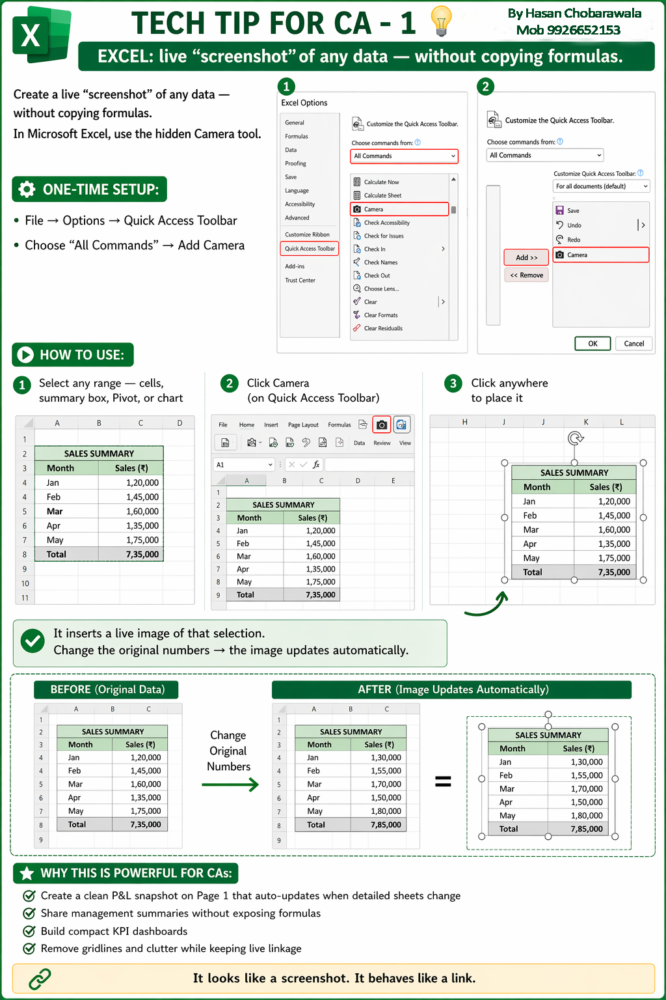 X
TECH TIP FOR CA - 1
By Hasan Chobarawala
Mob 9926652153
EXCEL: live “screenshot” of any data — without copying formulas.
Create a live “screenshot” of any data —
without copying formulas.
In Microsoft Excel, use the hidden Camera tool.
ONE-TIME SETUP:
• File → Options → Quick Access Toolbar
• Choose “All Commands” → Add Camera
1
Excel Options
General
Formulas
Data
Proofing
Save
Language
Accessibility
Advanced
Customize Ribbon
Quick Access Toolbar
Add-ins
Trust Center
Customize the Quick Access Toolbar.
Choose commands from:
All Commands
Calculate Now
Calculate Sheet
Camera
Check Accessibility
Check for Issues
Check In
Check Names
Check Out
Choose Lens...
Clear
Clear Formats
Clear Residualls
2
Customize the Quick Access Toolbar.
Choose commands from:
All Commands
Customize Quick Access Toolbar:
For all documents (default)
Save
Undo
Redo
Camera
Add >>
<< Remove
OK Cancel
HOW TO USE:
1 Select any range — cells,
summary box, Pivot, or chart
A B C D
1
2 SALES SUMMARY
3 Month Sales (₹)
4 Jan 1,20,000
4 Feb 1,45,000
5 Mar 1,60,000
6 Apr 1,35,000
7 May 1,75,000
8 Total 7,35,000
9
10
11
2 Click Camera
(on Quick Access Toolbar)
File Home Insert Page Layout Formulas
Data Review View
A1 fx
A B C D E
1
2 SALES SUMMARY
3 Month Sales (₹)
4 Jan 1,20,000
5 Feb 1,45,000
6 Mar 1,60,000
7 Apr 1,35,000
8 May 1,75,000
9 Total 7,35,000
3 Click anywhere
to place it
H J J K L
SALES SUMMARY
Month Sales (₹)
Jan 1,20,000
Feb 1,45,000
Mar 1,60,000
Apr 1,35,000
May 1,75,000
Total 7,35,000
It inserts a live image of that selection.
Change the original numbers → the image updates automatically.
BEFORE (Original Data)
A B C
1
2 SALES SUMMARY
3 Month Sales (₹)
4 Jan 1,20,000
4 Feb 1,45,000
5 Mar 1,60,000
6 Apr 1,35,000
7 May 1,75,000
8 Total 7,35,000
9
Change
Original
Numbers
AFTER (Image Updates Automatically)
A B C
1
2 SALES SUMMARY
3 Month Sales (₹)
4 Jan 1,30,000
4 Feb 1,55,000
5 Mar 1,70,000
6 Apr 1,50,000
7 May 1,80,000
8 Total 7,85,000
9
=
SALES SUMMARY
Month Sales (₹)
Jan 1,30,000
Feb 1,55,000
Mar 1,70,000
Apr 1,50,000
May 1,80,000
Total 7,85,000
WHY THIS IS POWERFUL FOR CAs:
Create a clean P&L snapshot on Page 1 that auto-updates when detailed sheets change
Share management summaries without exposing formulas
Build compact KPI dashboards
Remove gridlines and clutter while keeping live linkage
It looks like a screenshot. It behaves like a link.